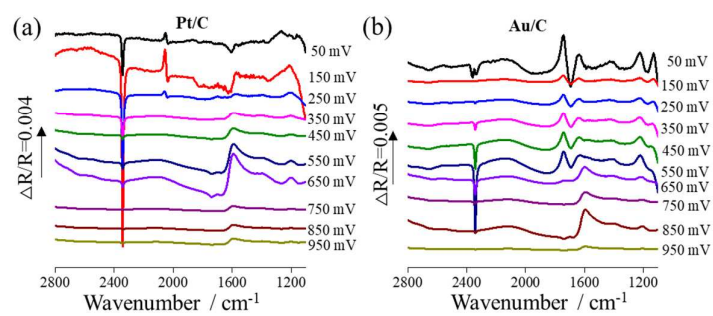 (a)
Pt/C
50 mV
150 mV
250 mV
350 mV
450 mV
550 mV
650 mV
750 mV
850 mV
950 mV
△R/R=0.004
2800 2400 2000 1600 1200
Wavenumber / cm-1
(b)
Au/C
50 mV
150 mV
250 mV
350 mV
450 mV
550 mV
650 mV
750 mV
850 mV
950 mV
△R/R=0.005
2800 2400 2000 1600 1200
Wavenumber / cm-1